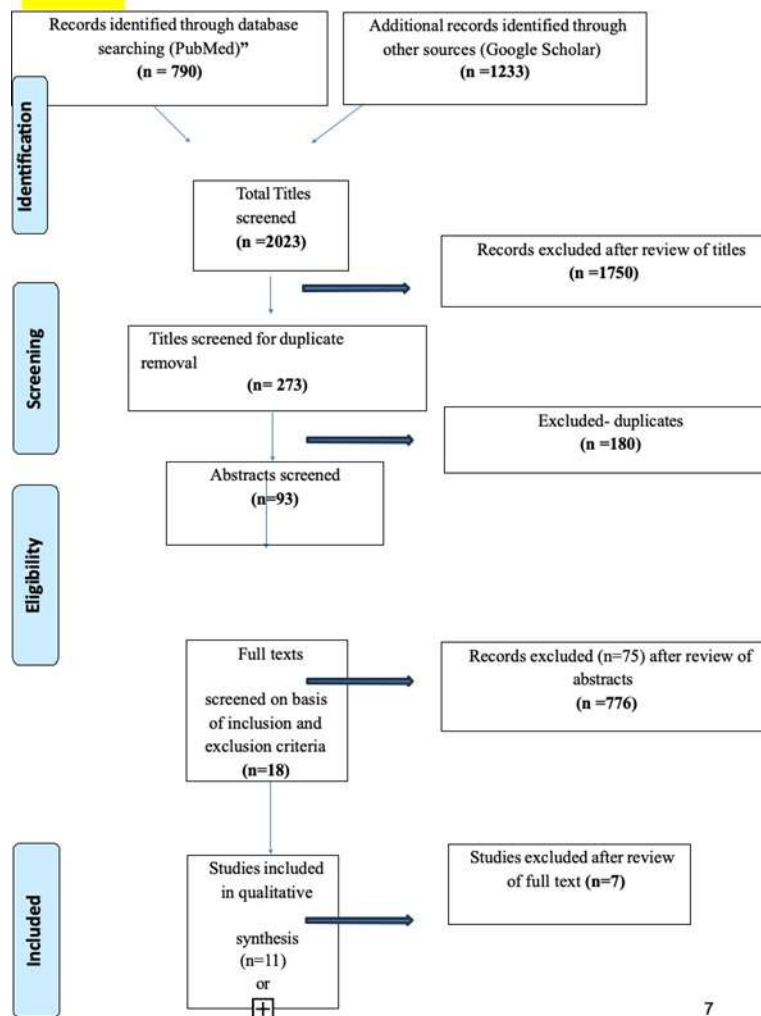 Records identified through database
searching (PubMed)”
(n = 790)
Additional records identified through
other sources (Google Scholar)
(n =1233)
Identification
Total Titles
screened
(n =2023)
Records excluded after review of titles
(n =1750)
Screening
Titles screened for duplicate
removal
(n= 273)
Excluded- duplicates
(n =180)
Abstracts screened
(n=93)
Eligibility
Full texts
screened on basis
of inclusion and
exclusion criteria
(n=18)
Records excluded (n=75) after review of
abstracts
(n =776)
Included
Studies included
in qualitative
synthesis
(n=11)
or
Studies excluded after review
of full text (n=7)
7